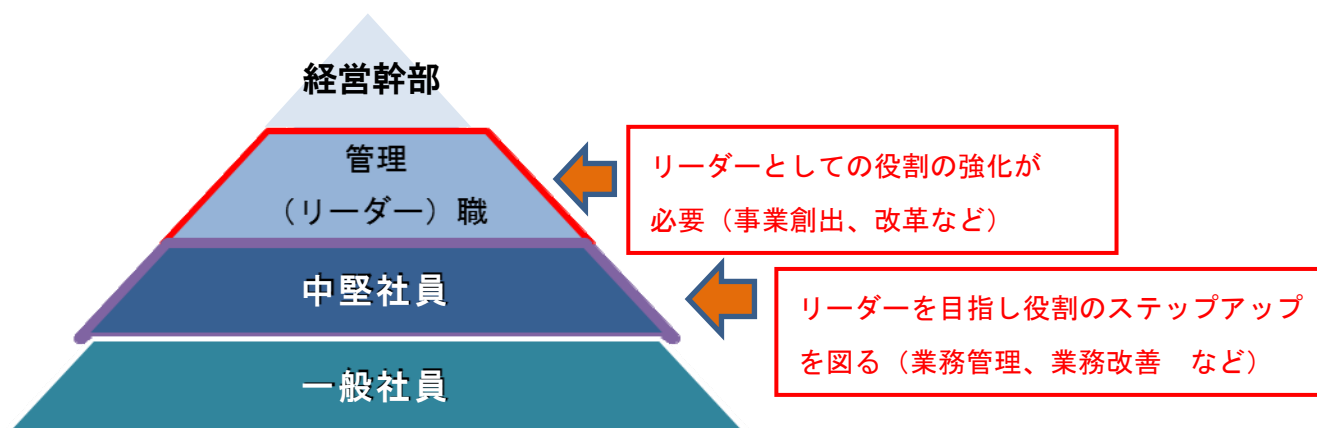 経営幹部
管理
（リーダー）職
リーダーとしての役割の強化が
必要（事業創出、改革など）
中堅社員
リーダーを目指し役割のステップアップ
を図る（業務管理、業務改善　など）
一般社員